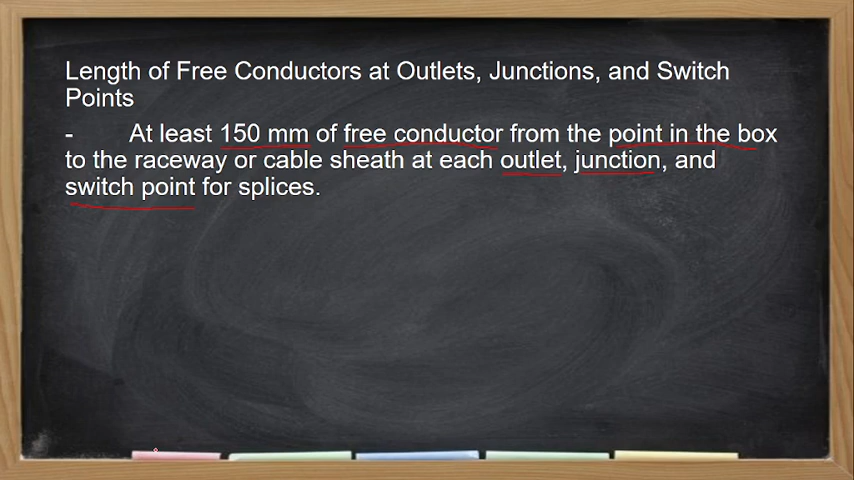 Length of Free Conductors at Outlets, Junctions, and Switch
Points
- At least 150 mm of free conductor from the point in the box
to the raceway or cable sheath at each outlet, junction, and
switch point for splices.